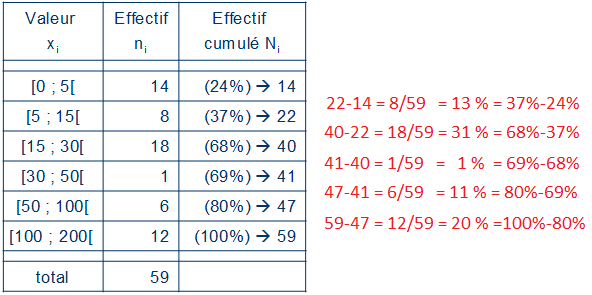 Valeur xᵢ Effectif nᵢ Effectif cumulé Nᵢ
[0 ; 5[ 14 (24%) → 14
[5 ; 15[ 8 (37%) → 22
[15 ; 30[ 18 (68%) → 40
[30 ; 50[ 1 (69%) → 41
[50 ; 100[ 6 (80%) → 47
[100 ; 200[ 12 (100%) → 59
total 59
22-14 = 8/59 = 13 % = 37%-24%
40-22 = 18/59 = 31 % = 68%-37%
41-40 = 1/59 = 1 % = 69%-68%
47-41 = 6/59 = 11 % = 80%-69%
59-47 = 12/59 = 20 % =100%-80%